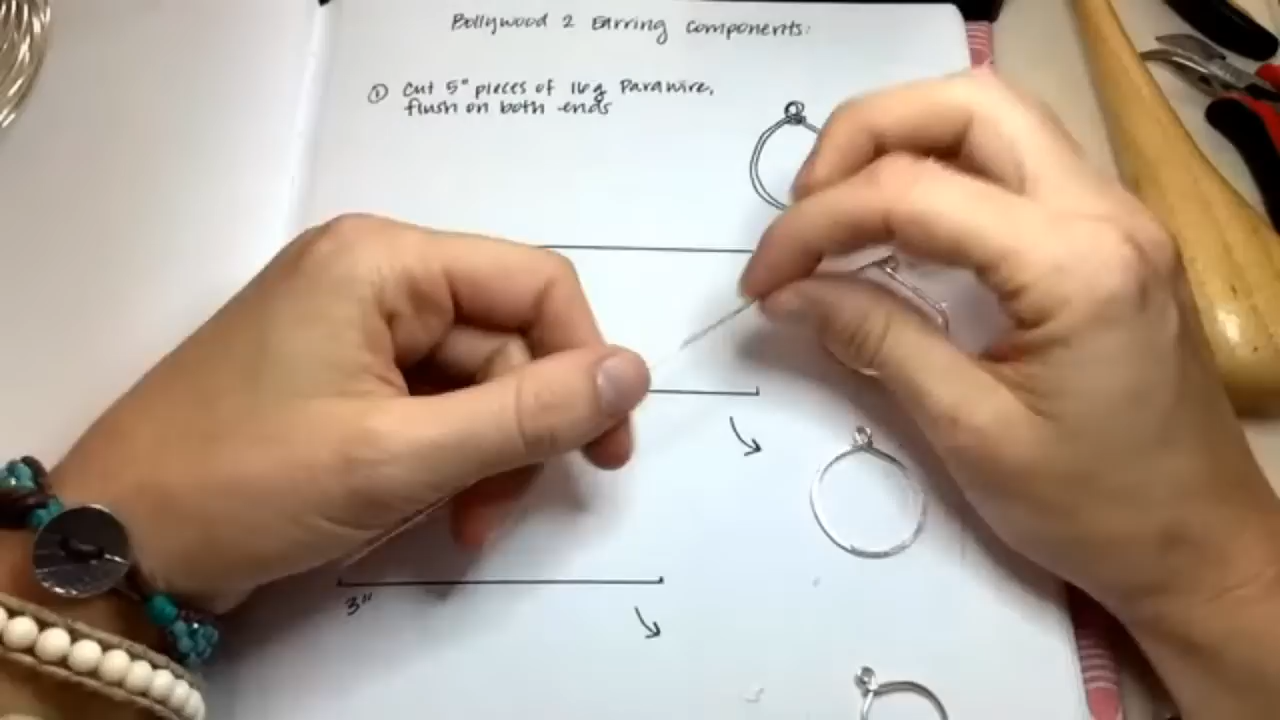 Bollywood 2 Earring Components:
① Cut 5" pieces of 16g Parawire,
flush on both ends
3"